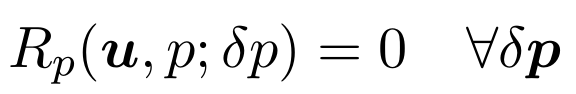 $R_p(\boldsymbol{u}, p; \delta p) = 0 \quad \forall \delta \boldsymbol{p}$